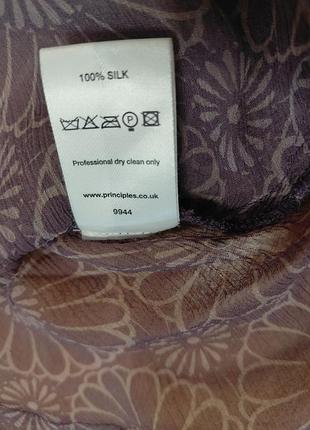 100% SILK
P
Professional dry clean only
www.principles.co.uk
9944